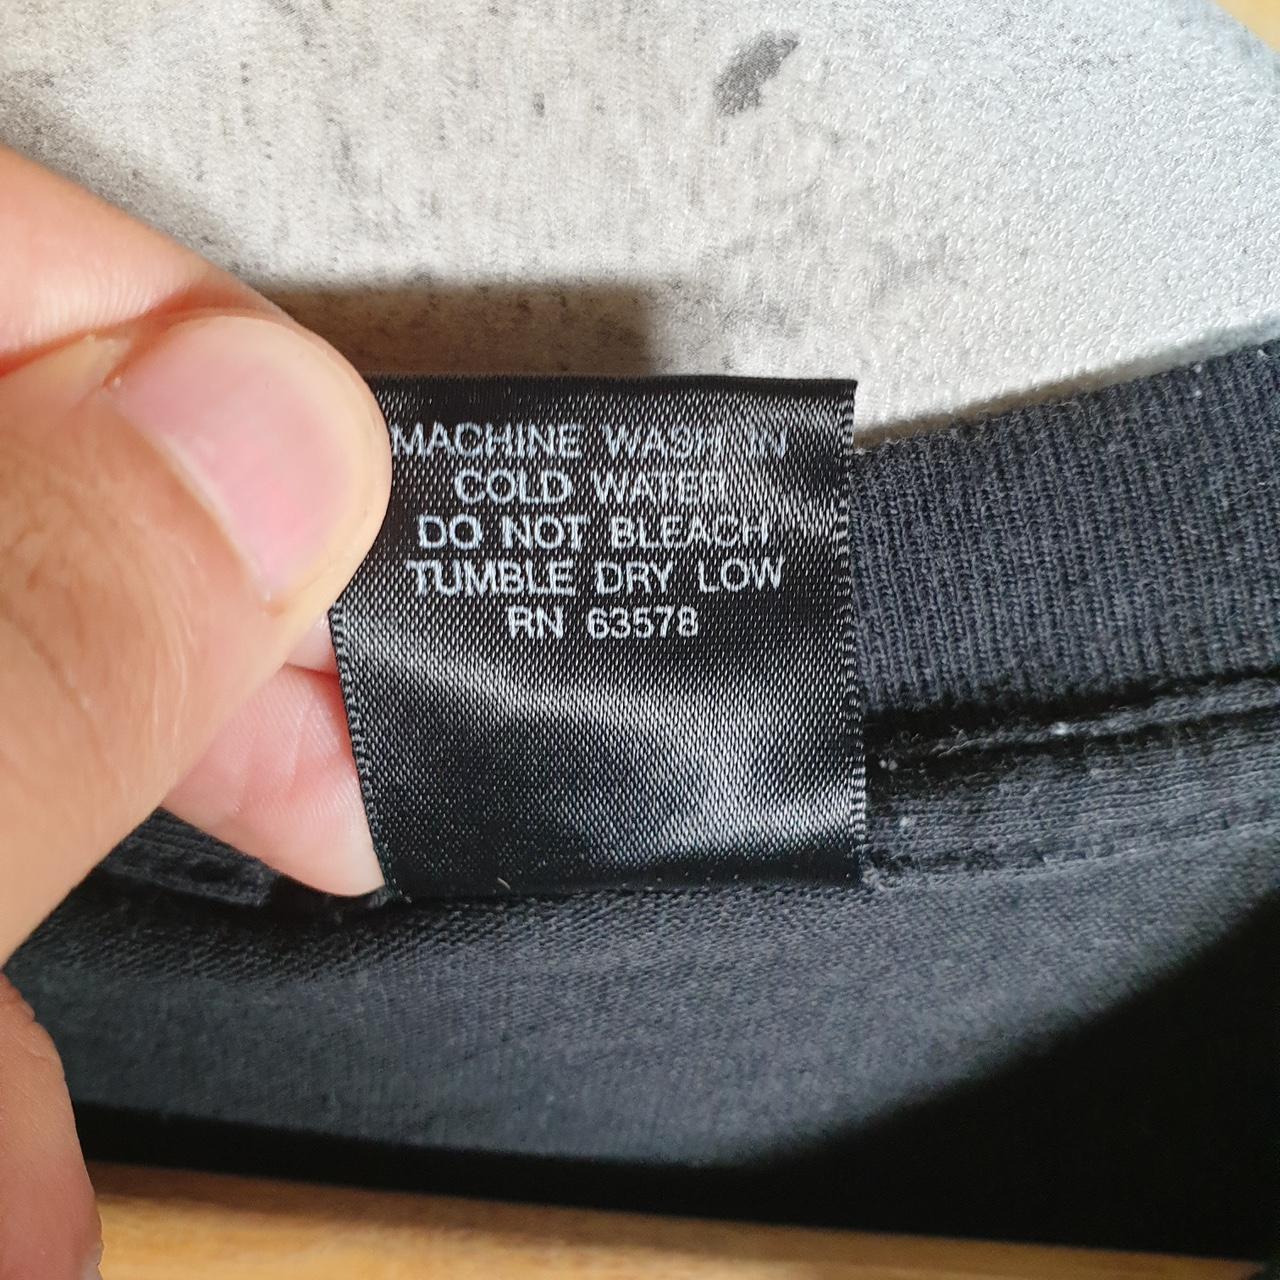 MACHINE WASH IN
COLD WATER
DO NOT BLEACH
TUMBLE DRY LOW
RN 63578